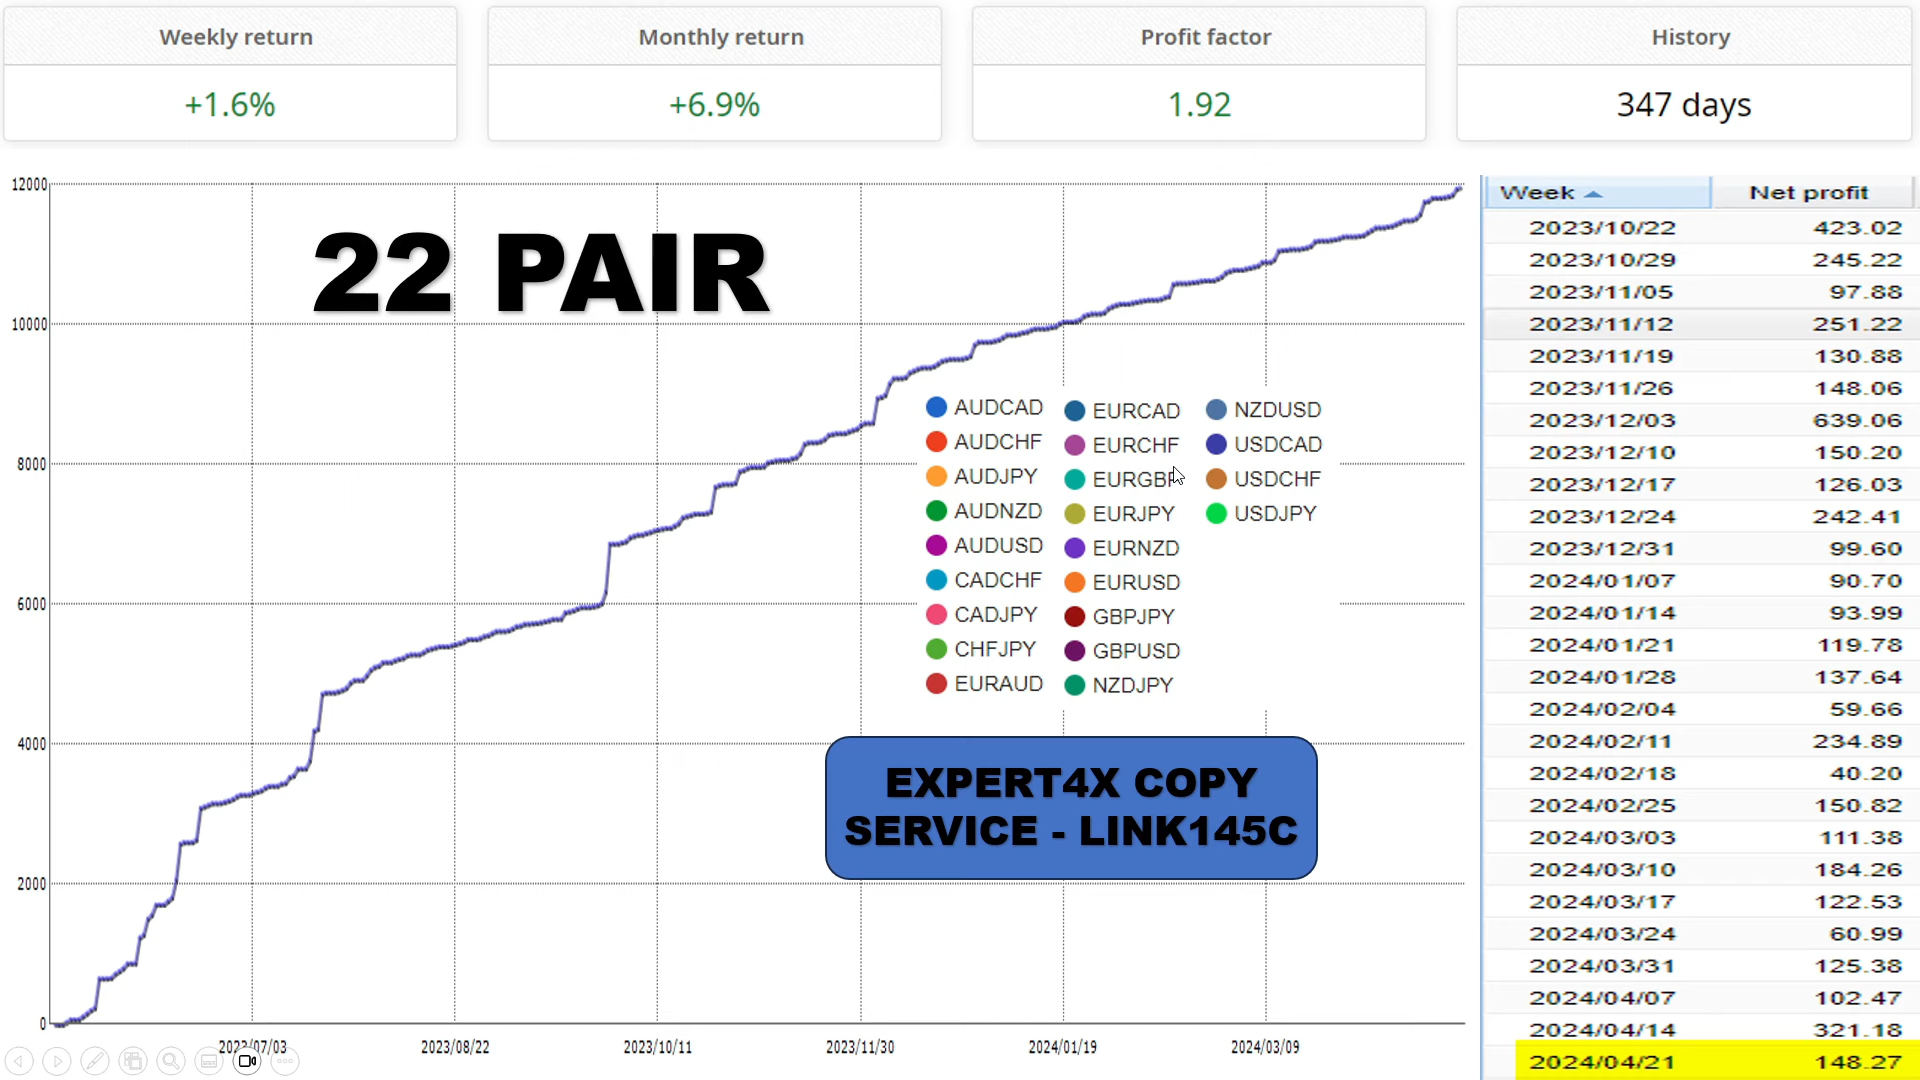 Weekly return
+1.6%
Monthly return
+6.9%
Profit factor
1.92
History
347 days
12000
10000
8000
6000
4000
2000
0
22 PAIR
AUDCAD
AUDCHF
AUDJPY
AUDNZD
AUDUSD
CADCHF
CADJPY
CHFJPY
EURAUD
EURCAD
EURCHF
EURGBP
EURJPY
EURNZD
EURUSD
GBPJPY
GBPUSD
NZDJPY
NZDUSD
USDCAD
USDCHF
USDJPY
EXPERT4X COPY
SERVICE - LINK145C
2023/07/03
2023/08/22
2023/10/11
2023/11/30
2024/01/19
2024/03/09
Week Net profit
2023/10/22 423.02
2023/10/29 245.22
2023/11/05 97.88
2023/11/12 251.22
2023/11/19 130.88
2023/11/26 148.06
2023/12/03 639.06
2023/12/10 150.20
2023/12/17 126.03
2023/12/24 242.41
2023/12/31 99.60
2024/01/07 90.70
2024/01/14 93.99
2024/01/21 119.78
2024/01/28 137.64
2024/02/04 59.66
2024/02/11 234.89
2024/02/18 40.20
2024/02/25 150.82
2024/03/03 111.38
2024/03/10 184.26
2024/03/17 122.53
2024/03/24 60.99
2024/03/31 125.38
2024/04/07 102.47
2024/04/14 321.18
2024/04/21 148.27